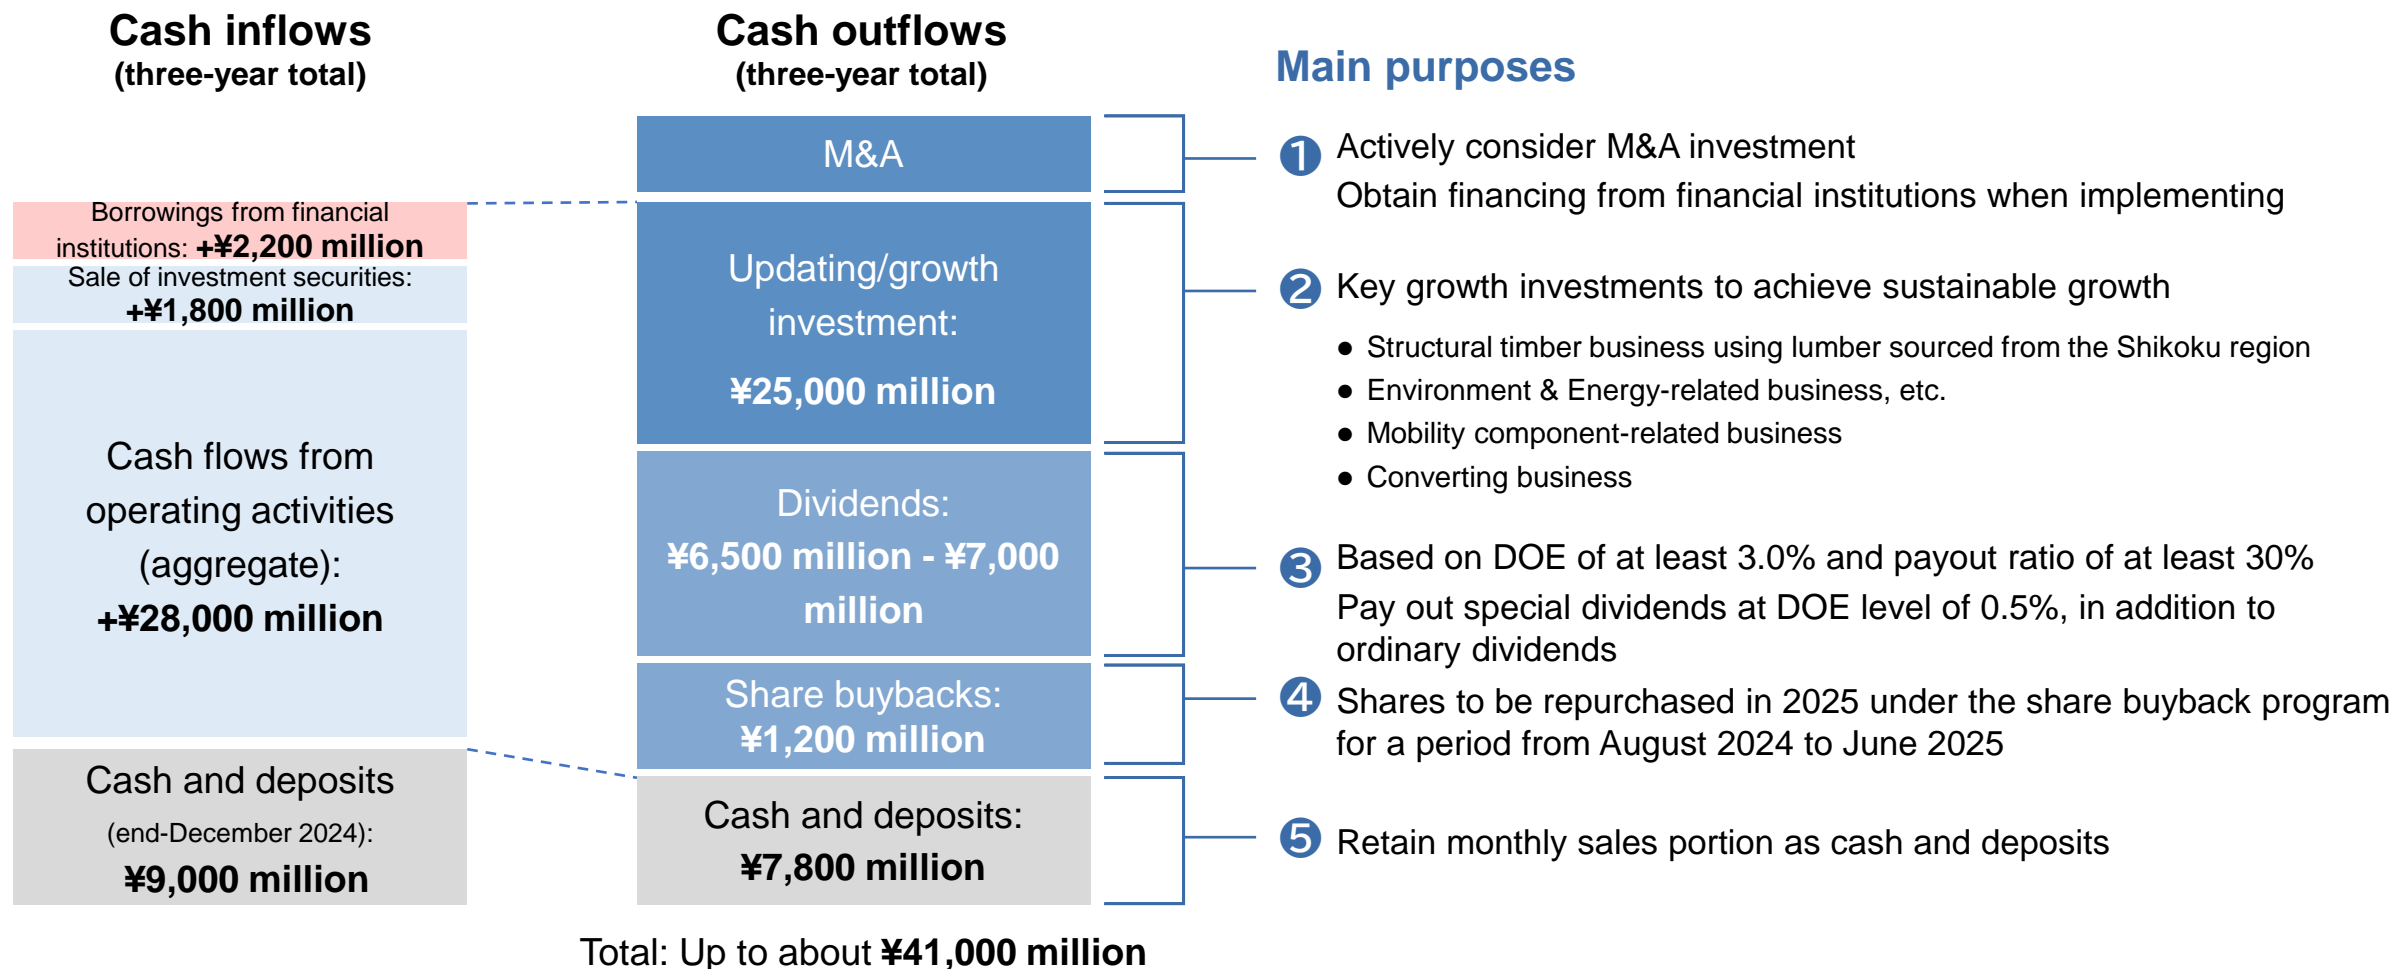 Cash inflows
(three-year total)
Borrowings from financial
institutions: +¥2,200 million
Sale of investment securities:
+¥1,800 million
Cash flows from
operating activities
(aggregate):
+¥28,000 million
Cash and deposits
(end-December 2024):
¥9,000 million
Cash outflows
(three-year total)
M&A
Updating/growth
investment:
¥25,000 million
Dividends:
¥6,500 million - ¥7,000
million
Share buybacks:
¥1,200 million
Cash and deposits:
¥7,800 million
Total: Up to about ¥41,000 million
Main purposes
❶ Actively consider M&A investment
Obtain financing from financial institutions when implementing
❷ Key growth investments to achieve sustainable growth
● Structural timber business using lumber sourced from the Shikoku region
● Environment & Energy-related business, etc.
● Mobility component-related business
● Converting business
❸ Based on DOE of at least 3.0% and payout ratio of at least 30%
Pay out special dividends at DOE level of 0.5%, in addition to
ordinary dividends
❹ Shares to be repurchased in 2025 under the share buyback program
for a period from August 2024 to June 2025
❺ Retain monthly sales portion as cash and deposits